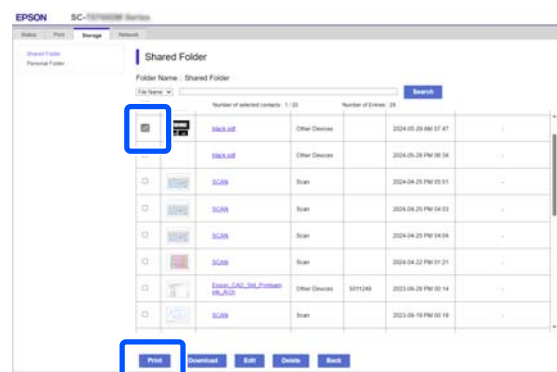 EPSON SC- Series
Status Print Storage Network
Shared Folder
Personal Folder
Shared Folder
Folder Name : Shared Folder
File Name Search
Number of selected contacts : 1 / 20 Number of Entries : 28
black.pdf Other Devices 2024-05-29 AM 07 47 -
black.pdf Other Devices 2024-05-28 PM 06 34 -
SCAN Scan 2024-04-25 PM 05 51 -
SCAN Scan 2024-04-25 PM 04 53 -
SCAN Scan 2024-04-25 PM 04 04 -
SCAN Scan 2024-04-22 PM 01 21 -
Other Devices 2023-09-28 PM 00 14 -
SCAN Scan 2023-09-19 PM 00 18 -
Print Download Edit Delete Back